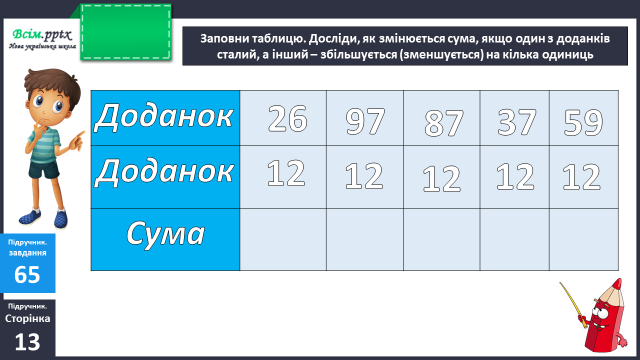 Всім.pptx
Нова українська школа
Заповни таблицю. Досліди, як змінюється сума, якщо один з доданків
сталий, а інший – збільшується (зменшується) на кілька одиниць
Доданок 26 97 87 37 59
Доданок 12 12 12 12 12
Сума
Підручник.
завдання
65
Підручник.
Сторінка
13